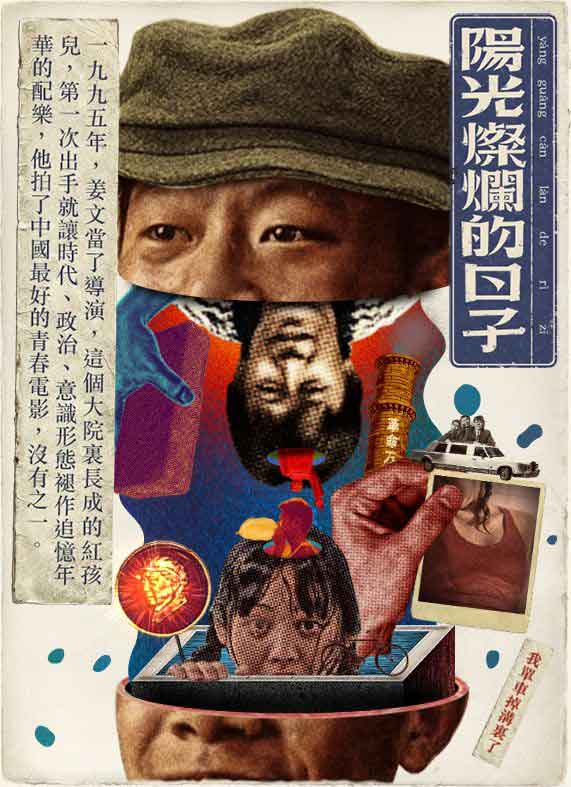 陽光燦爛的日子
yáng guāng càn làn de rì zi
一九九五年，姜文當了導演，這個大院裏長成的紅孩
兒，第一次出手就讓時代、政治、意識形態褪作追憶年
華的配樂，他拍了中國最好的青春電影，沒有之一。
革命万
我單車掉溝裏了